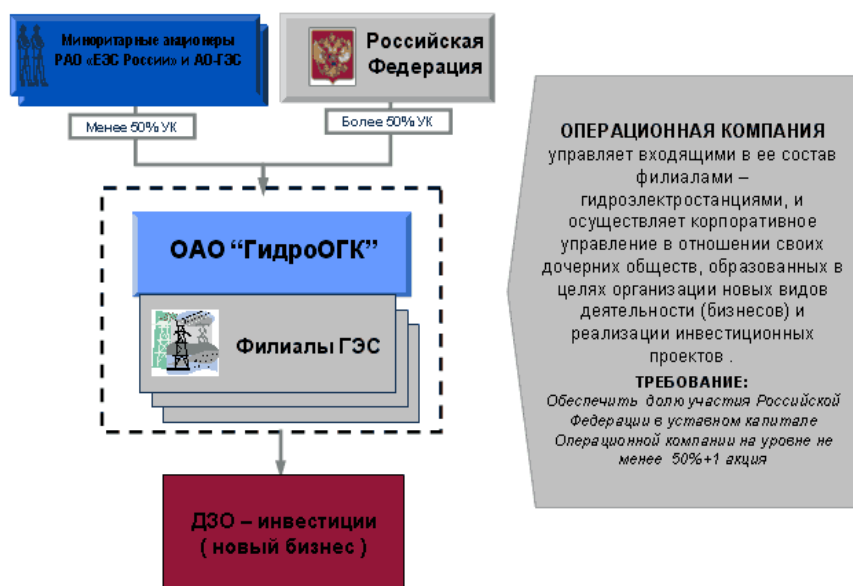 Миноритарные акционеры
РАО «ЕЭС России» и АО-ГЭС
Российская
Федерация
Менее 50% УК
Более 50% УК
ОАО “ГидроОГК”
Филиалы ГЭС
ДЗО – инвестиции
( новый бизнес )
ОПЕРАЦИОННАЯ КОМПАНИЯ
управляет входящими в ее состав
филиалами –
гидроэлектростанциями, и
осуществляет корпоративное
управление в отношении своих
дочерних обществ, образованных в
целях организации новых видов
деятельности (бизнесов) и
реализации инвестиционных
проектов .
ТРЕБОВАНИЕ:
Обеспечить долю участия Российской
Федерации в уставном капитале
Операционной компании на уровне не
менее 50%+1 акция